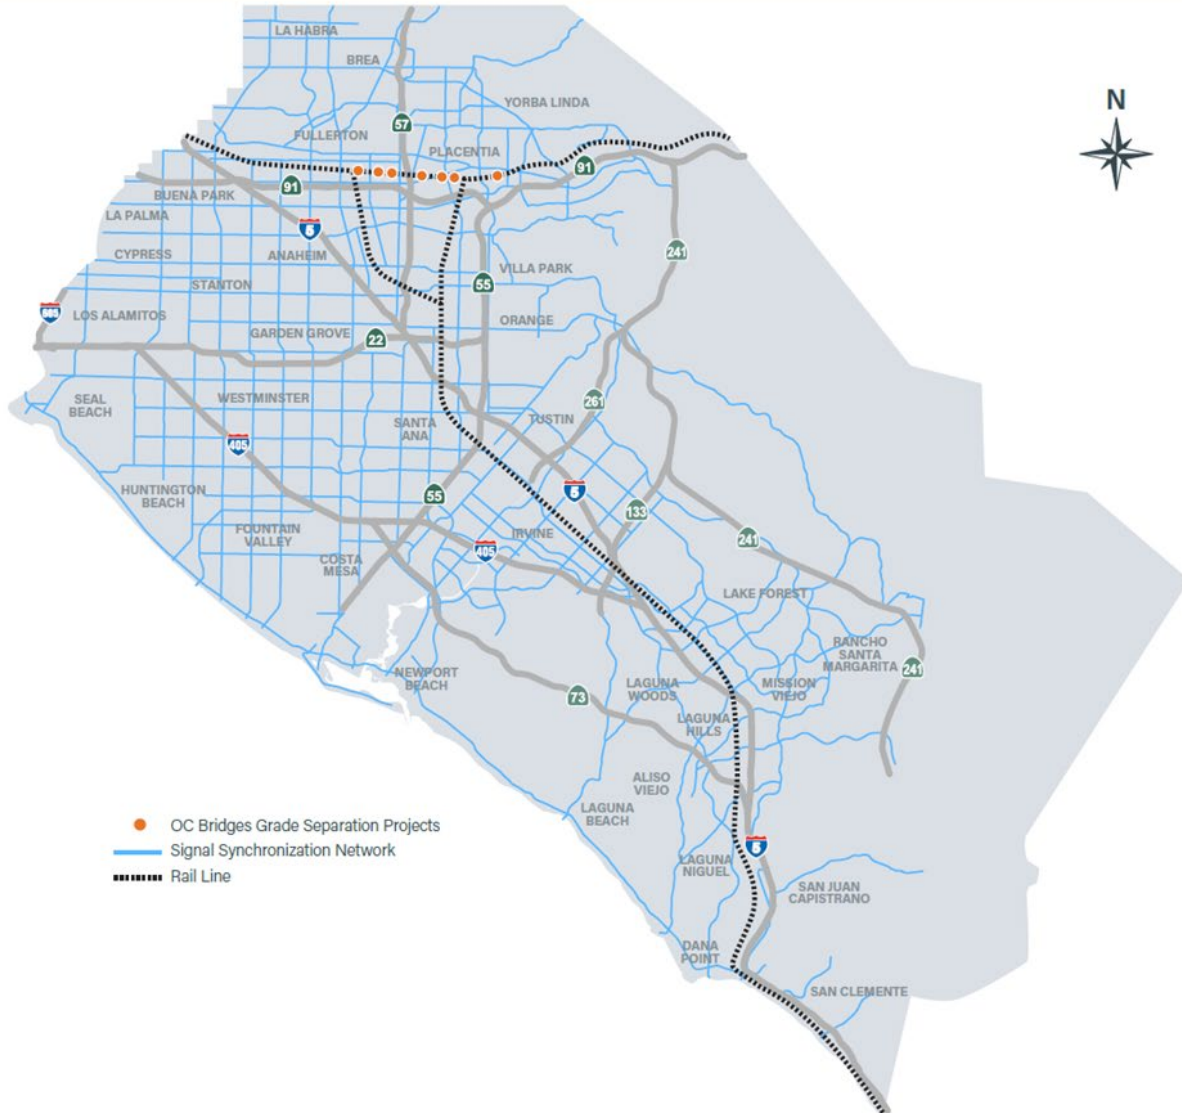 LA HABRA
BREA
N
YORBA LINDA
57
FULLERTON
PLACENTIA
91
91
BUENA PARK
LA PALMA
5
CYPRESS
ANAHEIM
241
VILLA PARK
STANTON
55
605
LOS ALAMITOS
ORANGE
GARDEN GROVE
22
SEAL
BEACH
WESTMINSTER
261
TUSTIN
SANTA
ANA
405
HUNTINGTON
BEACH
55
5
133
FOUNTAIN
VALLEY
IRVINE
241
COSTA
MESA
405
LAKE FOREST
RANCHO
SANTA
MARGARITA
241
NEWPORT
BEACH
73
LAGUNA
WOODS
MISSION
VIEJO
LAGUNA
HILLS
ALISO
VIEJO
LAGUNA
BEACH
OC Bridges Grade Separation Projects
Signal Synchronization Network
Rail Line
5
LAGUNA
NIGUEL
SAN JUAN
CAPISTRANO
DANA
POINT
SAN CLEMENTE